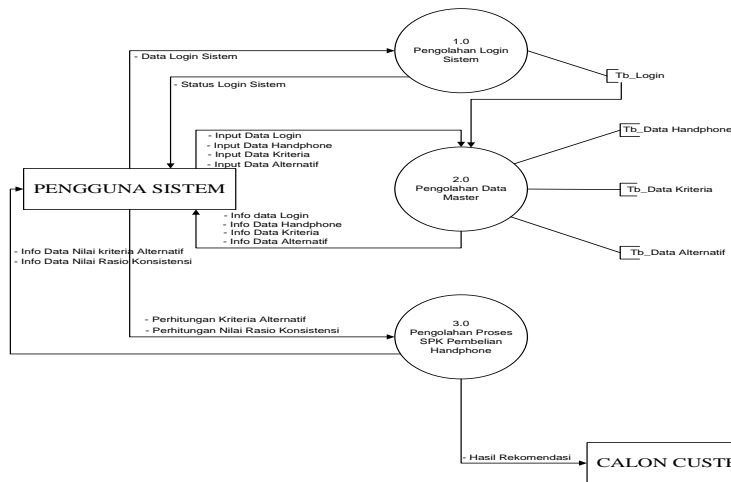 1.0
Pengolahan Login
Sistem
- Data Login Sistem
- Status Login Sistem
Tb_Login
- Input Data Login
- Input Data Handphone
- Input Data Kriteria
- Input Data Alternatif
Tb_Data Handphone
PENGGUNA SISTEM
2.0
Pengolahan Data
Master
Tb_Data Kriteria
- Info data Login
- Info Data Handphone
- Info Data Kriteria
- Info Data Alternatif
Tb_Data Alternatif
- Info Data Nilai kriteria Alternatif
- Info Data Nilai Rasio Konsistensi
- Perhitungan Kriteria Alternatif
- Perhitungan Nilai Rasio Konsistensi
3.0
Pengolahan Proses
SPK Pembelian
Handphone
- Hasil Rekomendasi
CALON